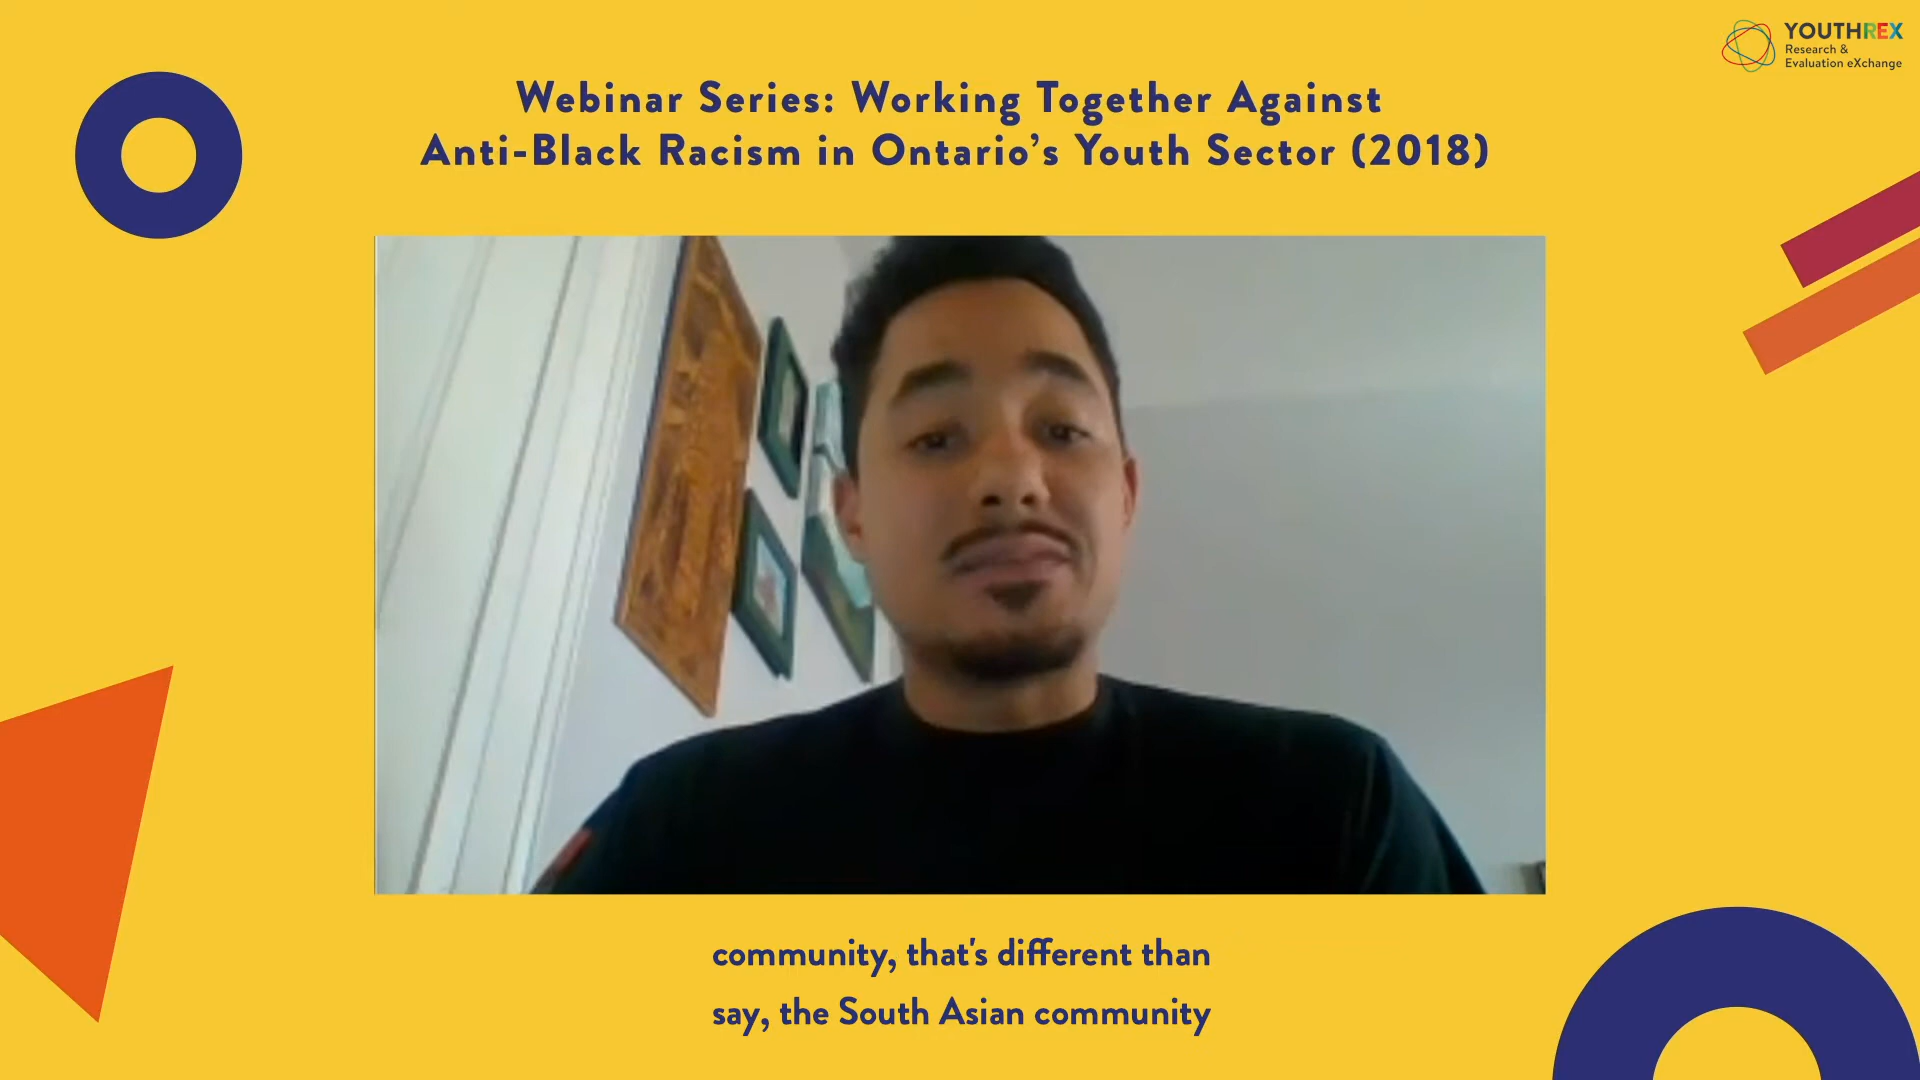 YOUTHREX
Research &
Evaluation eXchange
Webinar Series: Working Together Against
Anti-Black Racism in Ontario’s Youth Sector (2018)
community, that's different than
say, the South Asian community